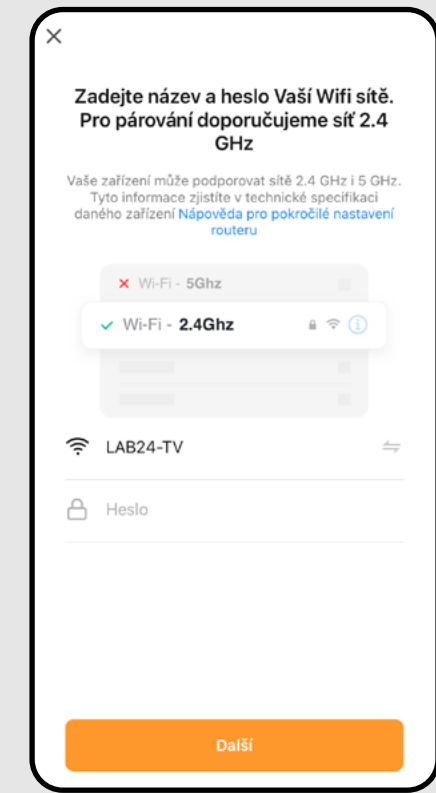 Zadejte název a heslo Vaší Wifi sítě.
Pro párování doporučujeme síť 2.4
GHz
Vaše zařízení může podporovat sítě 2.4 GHz i 5 GHz.
Tyto informace zjistíte v technické specifikaci
daného zařízení Nápověda pro pokročilé nastavení
routeru
Wi-Fi - 5Ghz
Wi-Fi - 2.4Ghz
LAB24-TV
Heslo
Další